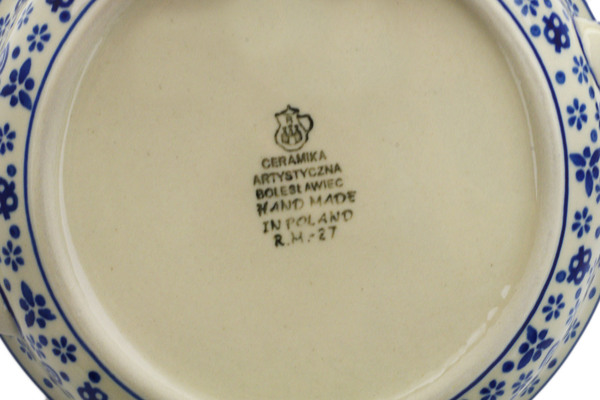 CERAMIKA
ARTYSTYCZNA
BOLESŁAWIEC
HAND MADE
IN POLAND
R.M.-27